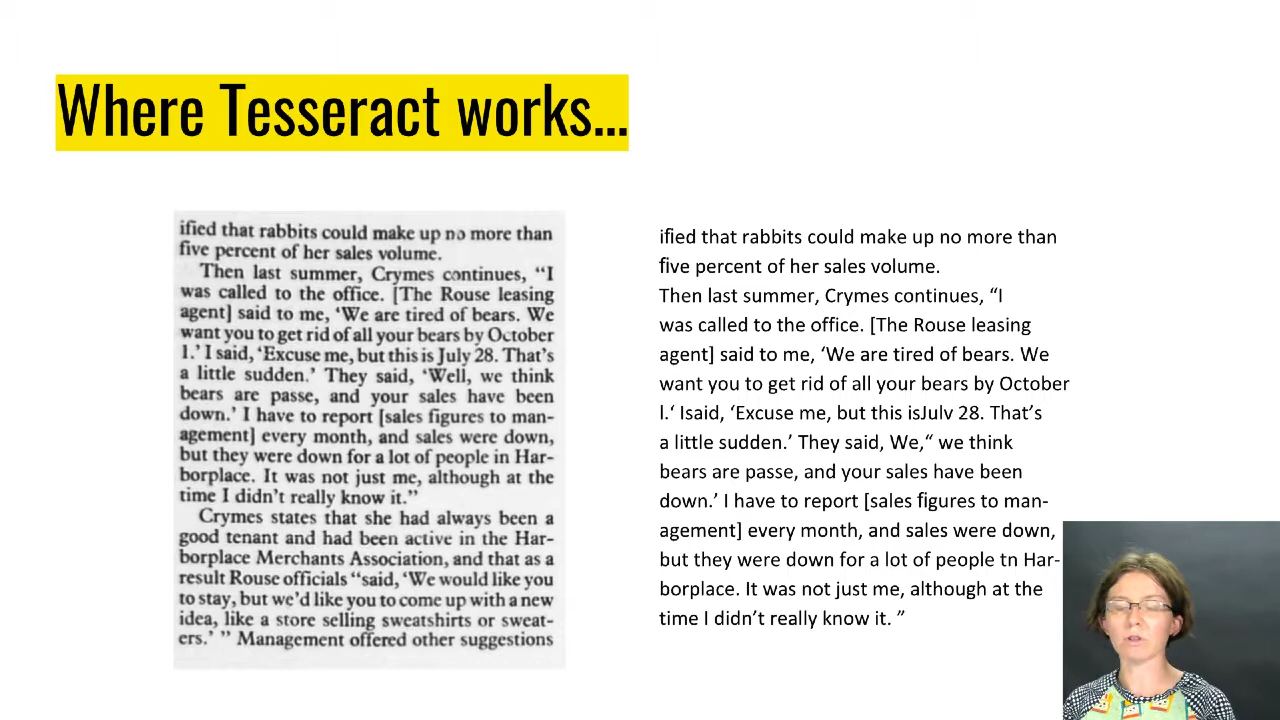 Where Tesseract works...
ified that rabbits could make up no more than
five percent of her sales volume.
Then last summer, Crymes continues, “I
was called to the office. [The Rouse leasing
agent] said to me, ‘We are tired of bears. We
want you to get rid of all your bears by October
1.’ I said, ‘Excuse me, but this is July 28. That’s
a little sudden.’ They said, ‘Well, we think
bears are passe, and your sales have been
down.’ I have to report [sales figures to man-
agement] every month, and sales were down,
but they were down for a lot of people in Har-
borplace. It was not just me, although at the
time I didn’t really know it.”
Crymes states that she had always been a
good tenant and had been active in the Har-
borplace Merchants Association, and that as a
result Rouse officials “said, ‘We would like you
to stay, but we’d like you to come up with a new
idea, like a store selling sweatshirts or sweat-
ers.’ ” Management offered other suggestions
ified that rabbits could make up no more than
five percent of her sales volume.
Then last summer, Crymes continues, “I
was called to the office. [The Rouse leasing
agent] said to me, ‘We are tired of bears. We
want you to get rid of all your bears by October
l.‘ Isaid, ‘Excuse me, but this isJulv 28. That’s
a little sudden.’ They said, We,“ we think
bears are passe, and your sales have been
down.’ I have to report [sales figures to man-
agement] every month, and sales were down,
but they were down for a lot of people tn Har-
borplace. It was not just me, although at the
time I didn’t really know it. ”